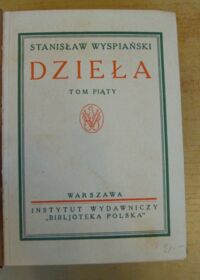 STANISŁAW WYSPIAŃSKI
DZIEŁA
TOM PIĄTY
WARSZAWA
INSTYTUT WYDAWNICZY
„BIBLJOTEKA POLSKA"